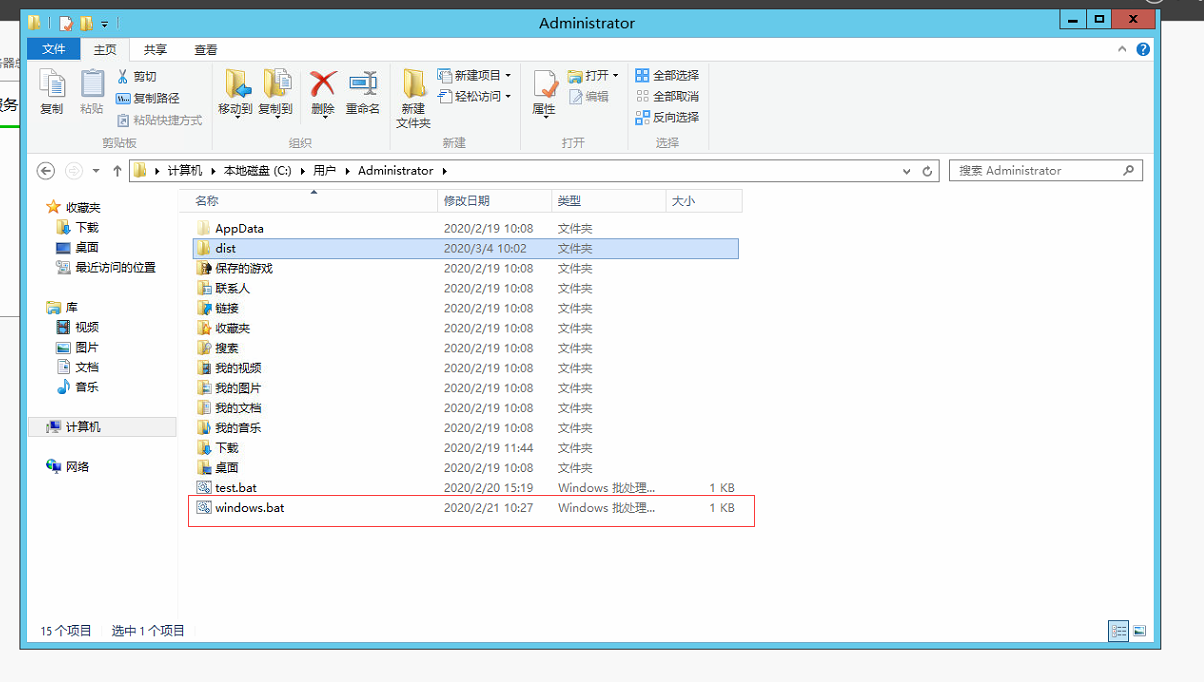 Administrator
文件 主页 共享 查看
复制 粘贴 剪切 复制路径 粘贴快捷方式
剪贴板
移动到 复制到 删除 重命名
组织
新建文件夹 新建项目 轻松访问
新建
属性 打开 编辑
打开
全部选择 全部取消 反向选择
选择
计算机 本地磁盘 (C:) 用户 Administrator
搜索 Administrator
收藏夹
下载
桌面
最近访问的位置
库
视频
图片
文档
音乐
计算机
网络
名称 修改日期 类型 大小
AppData 2020/2/19 10:08 文件夹
dist 2020/3/4 10:02 文件夹
保存的游戏 2020/2/19 10:08 文件夹
联系人 2020/2/19 10:08 文件夹
链接 2020/2/19 10:08 文件夹
收藏夹 2020/2/19 10:08 文件夹
搜索 2020/2/19 10:08 文件夹
我的视频 2020/2/19 10:08 文件夹
我的图片 2020/2/19 10:08 文件夹
我的文档 2020/2/19 10:08 文件夹
我的音乐 2020/2/19 10:08 文件夹
下载 2020/2/19 11:44 文件夹
桌面 2020/2/19 10:08 文件夹
test.bat 2020/2/20 15:19 Windows 批处理... 1 KB
windows.bat 2020/2/21 10:27 Windows 批处理... 1 KB
15 个项目 选中 1 个项目